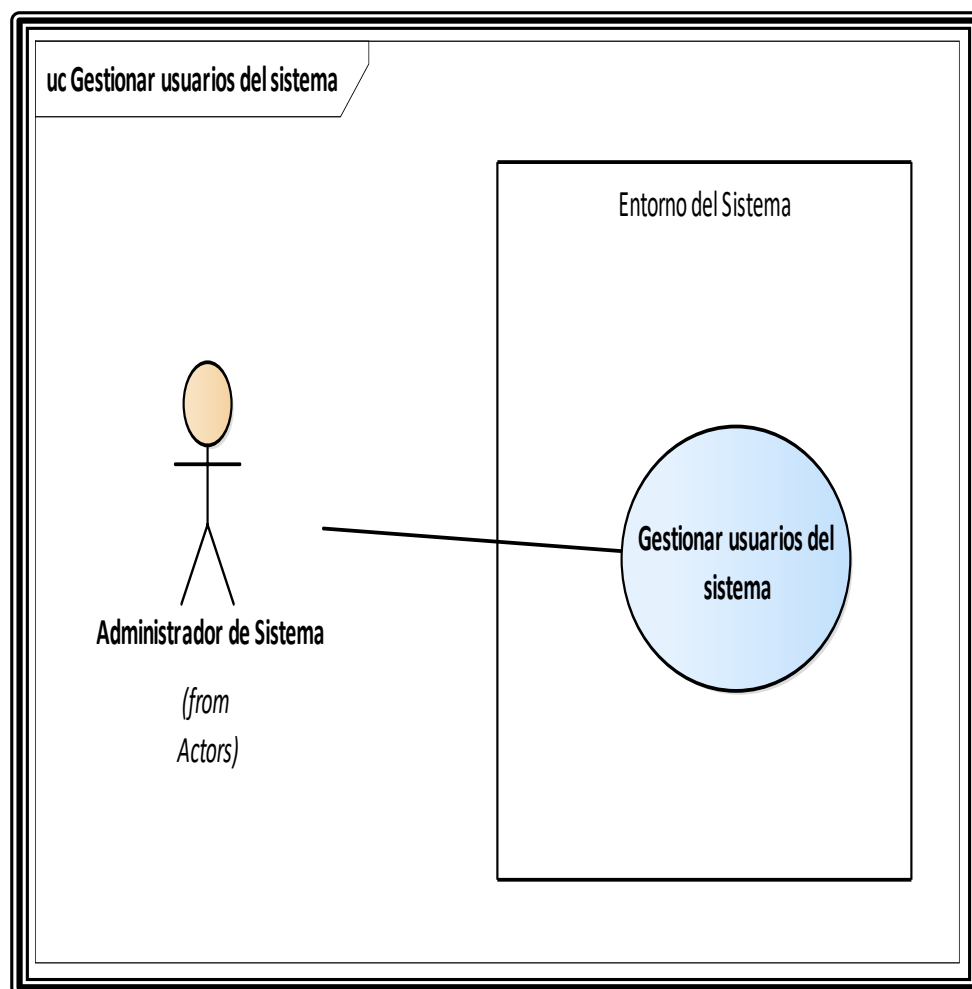 uc Gestionar usuarios del sistema
Entorno del Sistema
Gestionar usuarios del
sistema
Administrador de Sistema
(from
Actors)